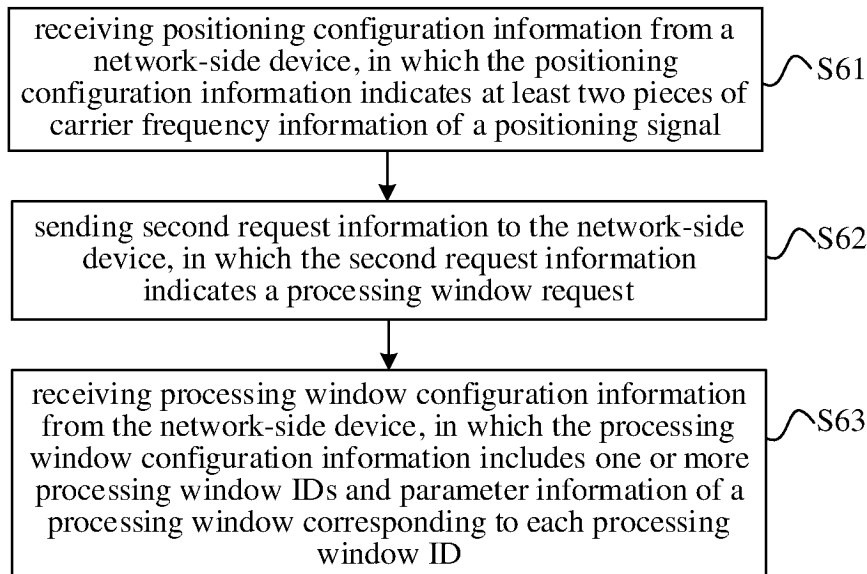 receiving positioning configuration information from a
network-side device, in which the positioning
configuration information indicates at least two pieces of
carrier frequency information of a positioning signal
S61
sending second request information to the network-side
device, in which the second request information
indicates a processing window request
S62
receiving processing window configuration information
from the network-side device, in which the processing
window configuration information includes one or more
processing window IDs and parameter information of a
processing window corresponding to each processing
window ID
S63